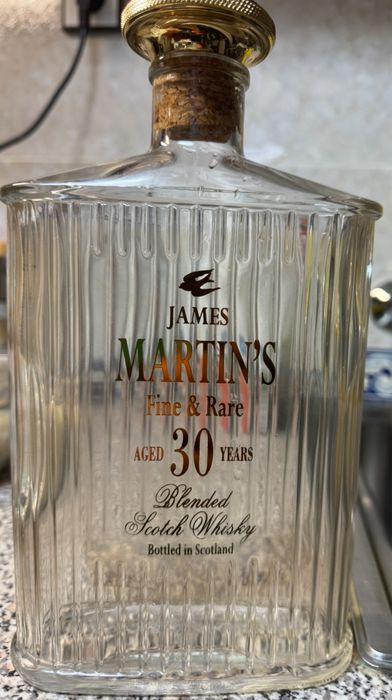 JAMES
MARTIN'S
Fine & Rare
AGED 30 YEARS
Blended
Scotch Whisky
Bottled in Scotland